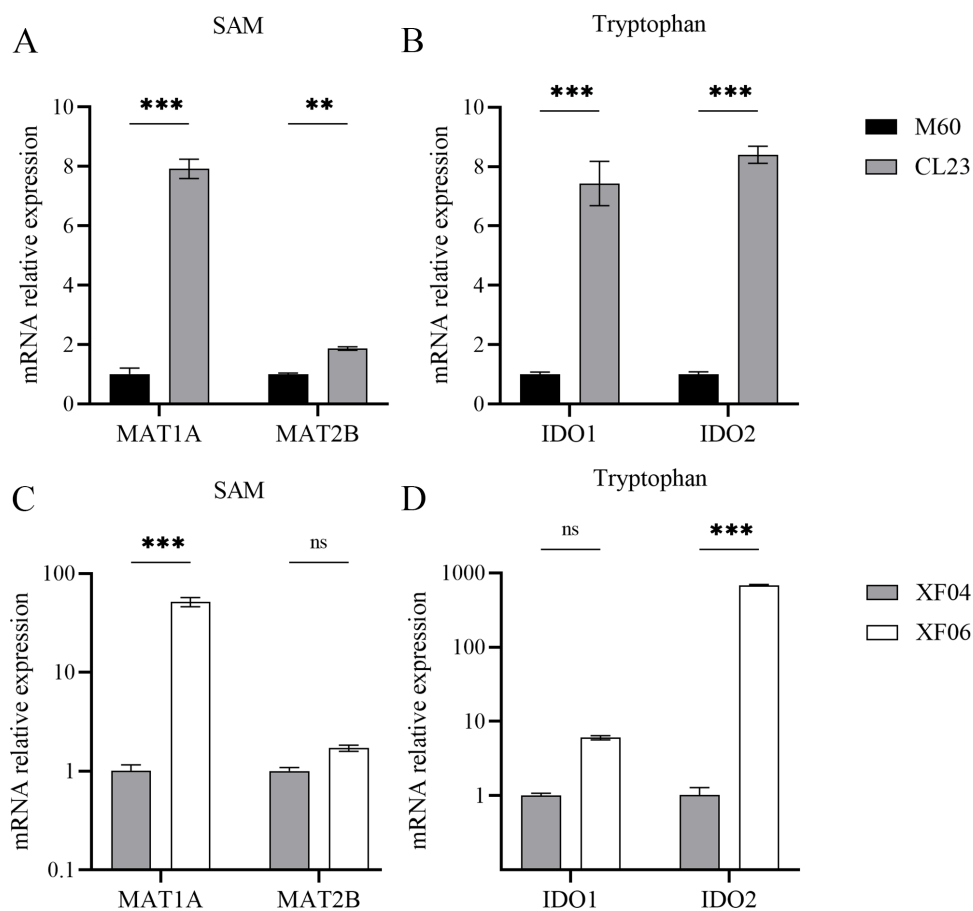 A
SAM
mRNA relative expression
10
8
6
4
2
0
***
**
MAT1A
MAT2B
B
Tryptophan
mRNA relative expression
10
8
6
4
2
0
***
***
IDO1
IDO2
M60
CL23
C
SAM
mRNA relative expression
100
10
1
0.1
***
ns
MAT1A
MAT2B
D
Tryptophan
mRNA relative expression
1000
100
10
1
ns
***
IDO1
IDO2
XF04
XF06